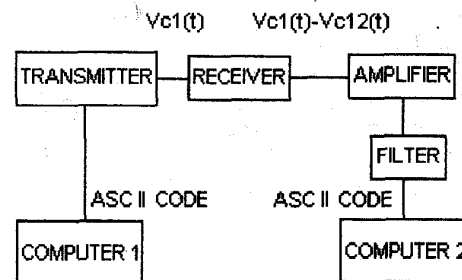 Vc1(t) Vc1(t)-Vc12(t)
TRANSMITTER RECEIVER AMPLIFIER
FILTER
ASC II CODE ASC II CODE
COMPUTER 1 COMPUTER 2